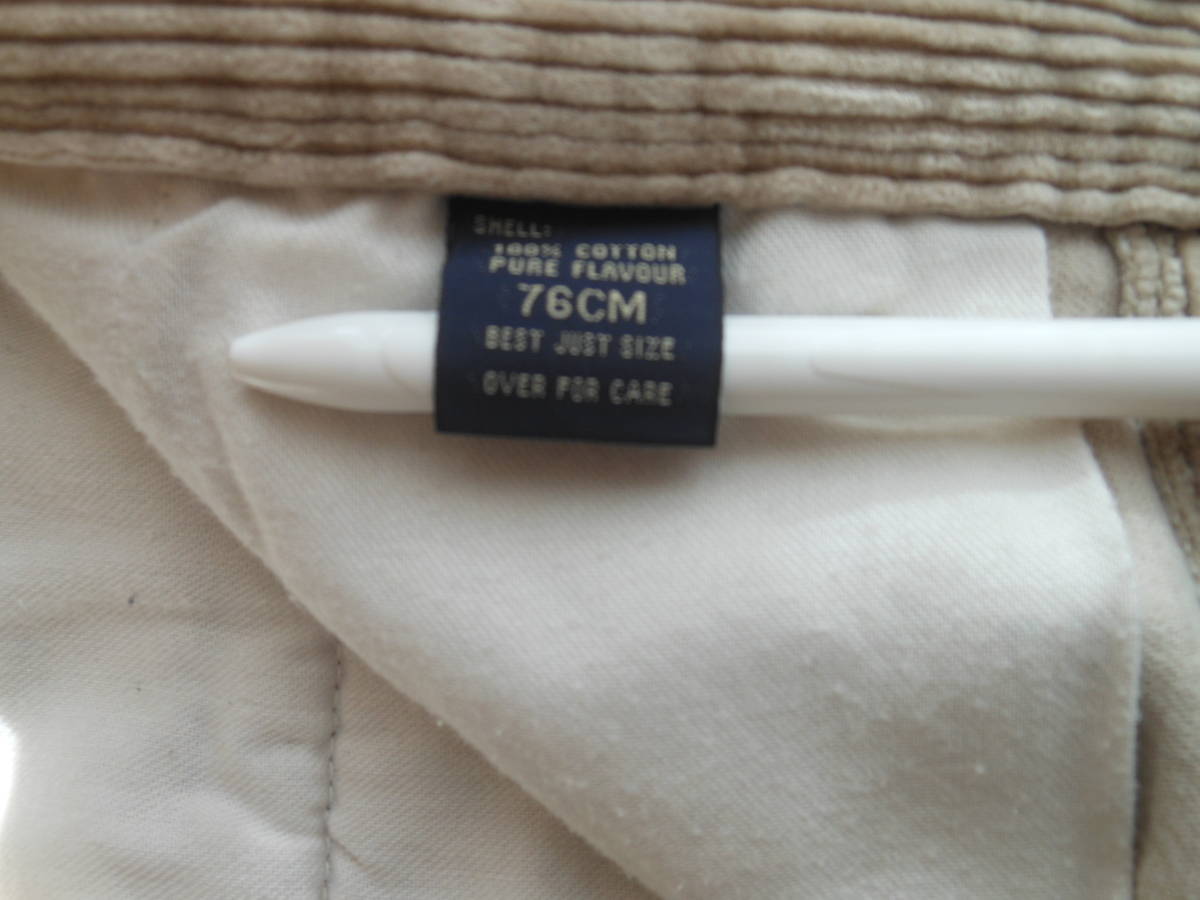 SHELL:
100% COTTON
PURE FLAVOUR
76CM
BEST JUST SIZE
OVER FOR CARE